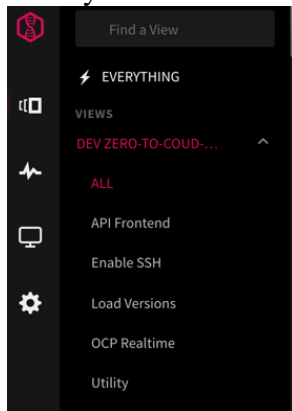 Find a View
EVERYTHING
VIEWS
DEV ZERO-TO-COUD-...
ALL
API Frontend
Enable SSH
Load Versions
OCP Realtime
Utility